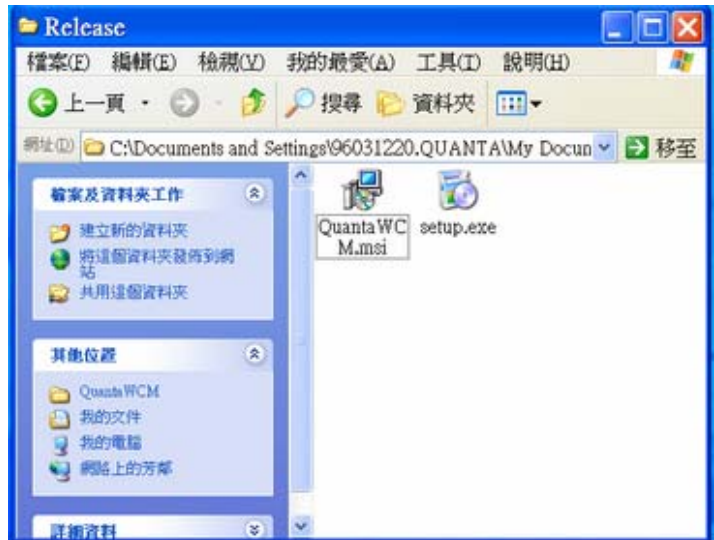 Release
檔案(F) 編輯(E) 檢視(V) 我的最愛(A) 工具(T) 說明(H)
上一頁 搜尋 資料夾
網址(D) C:\Documents and Settings\96031220.QUANTA\My Docun 移至
檔案及資料夾工作
建立新的資料夾
將這個資料夾發佈到網
站
共用這個資料夾
其他位置
QuantaWCM
我的文件
我的電腦
網路上的芳鄰
詳細資料
QuantaWC
M.msi
setup.exe